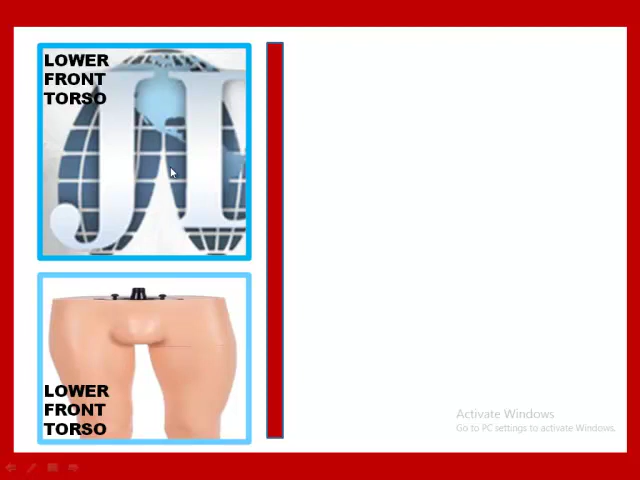 LOWER
FRONT
TORSO
LOWER
FRONT
TORSO
Activate Windows
Go to PC settings to activate Windows.